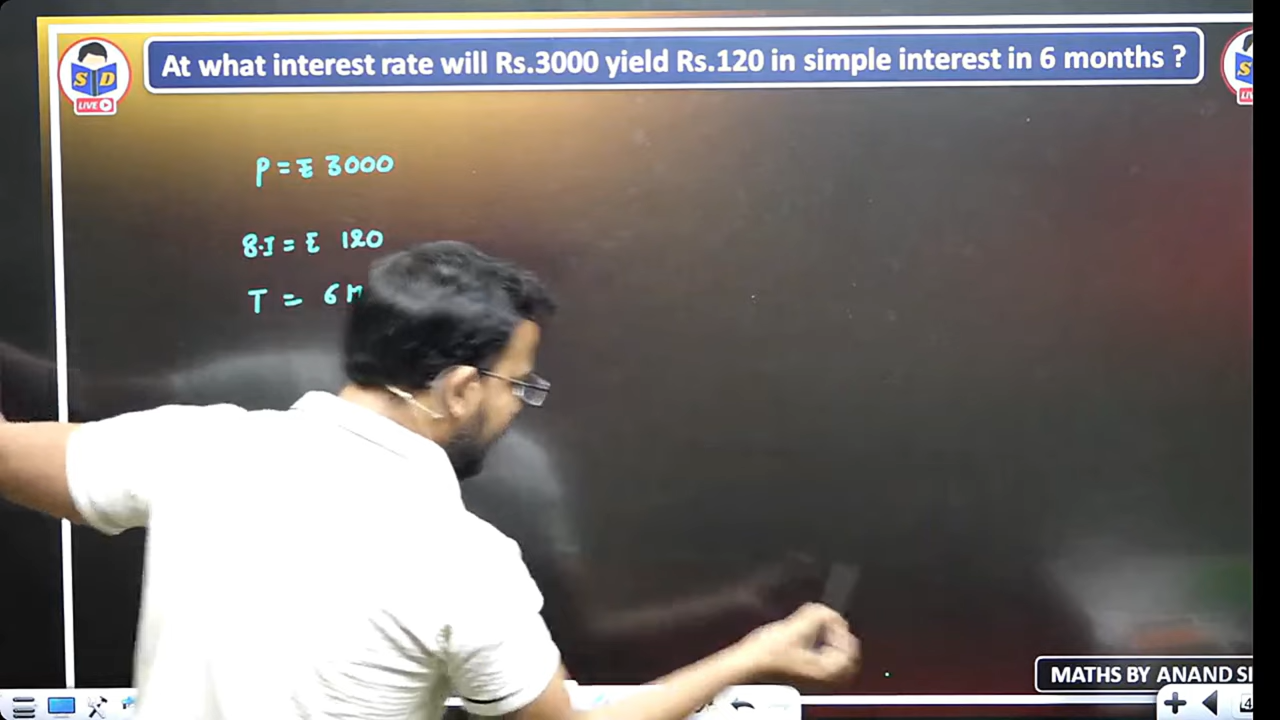 At what interest rate will Rs.3000 yield Rs.120 in simple interest in 6 months ?
S D
LIVE
P = ₹ 3000
S.I = ₹ 120
T = 6 M
MATHS BY ANAND SI